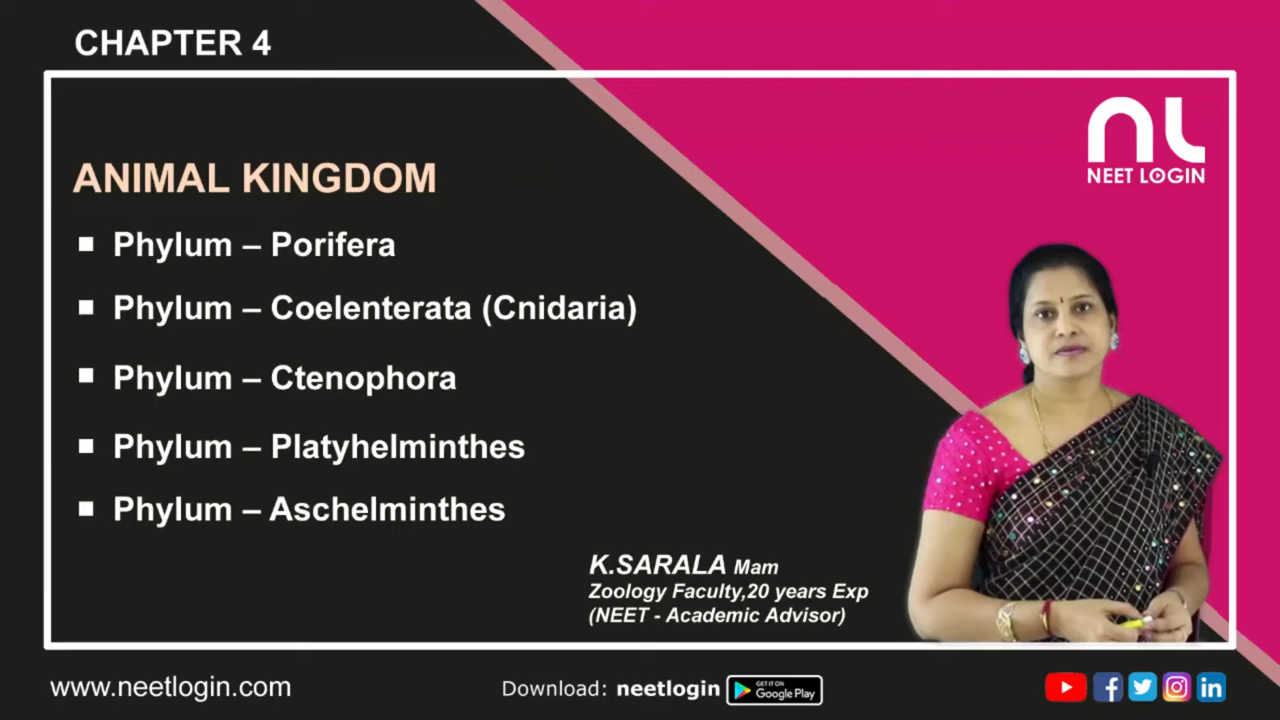 CHAPTER 4
nL
NEET LOGIN
ANIMAL KINGDOM
▪ Phylum – Porifera
▪ Phylum – Coelenterata (Cnidaria)
▪ Phylum – Ctenophora
▪ Phylum – Platyhelminthes
▪ Phylum – Aschelminthes
K.SARALA Mam
Zoology Faculty,20 years Exp
(NEET - Academic Advisor)
www.neetlogin.com
Download: neetlogin GET IT ON Google Play